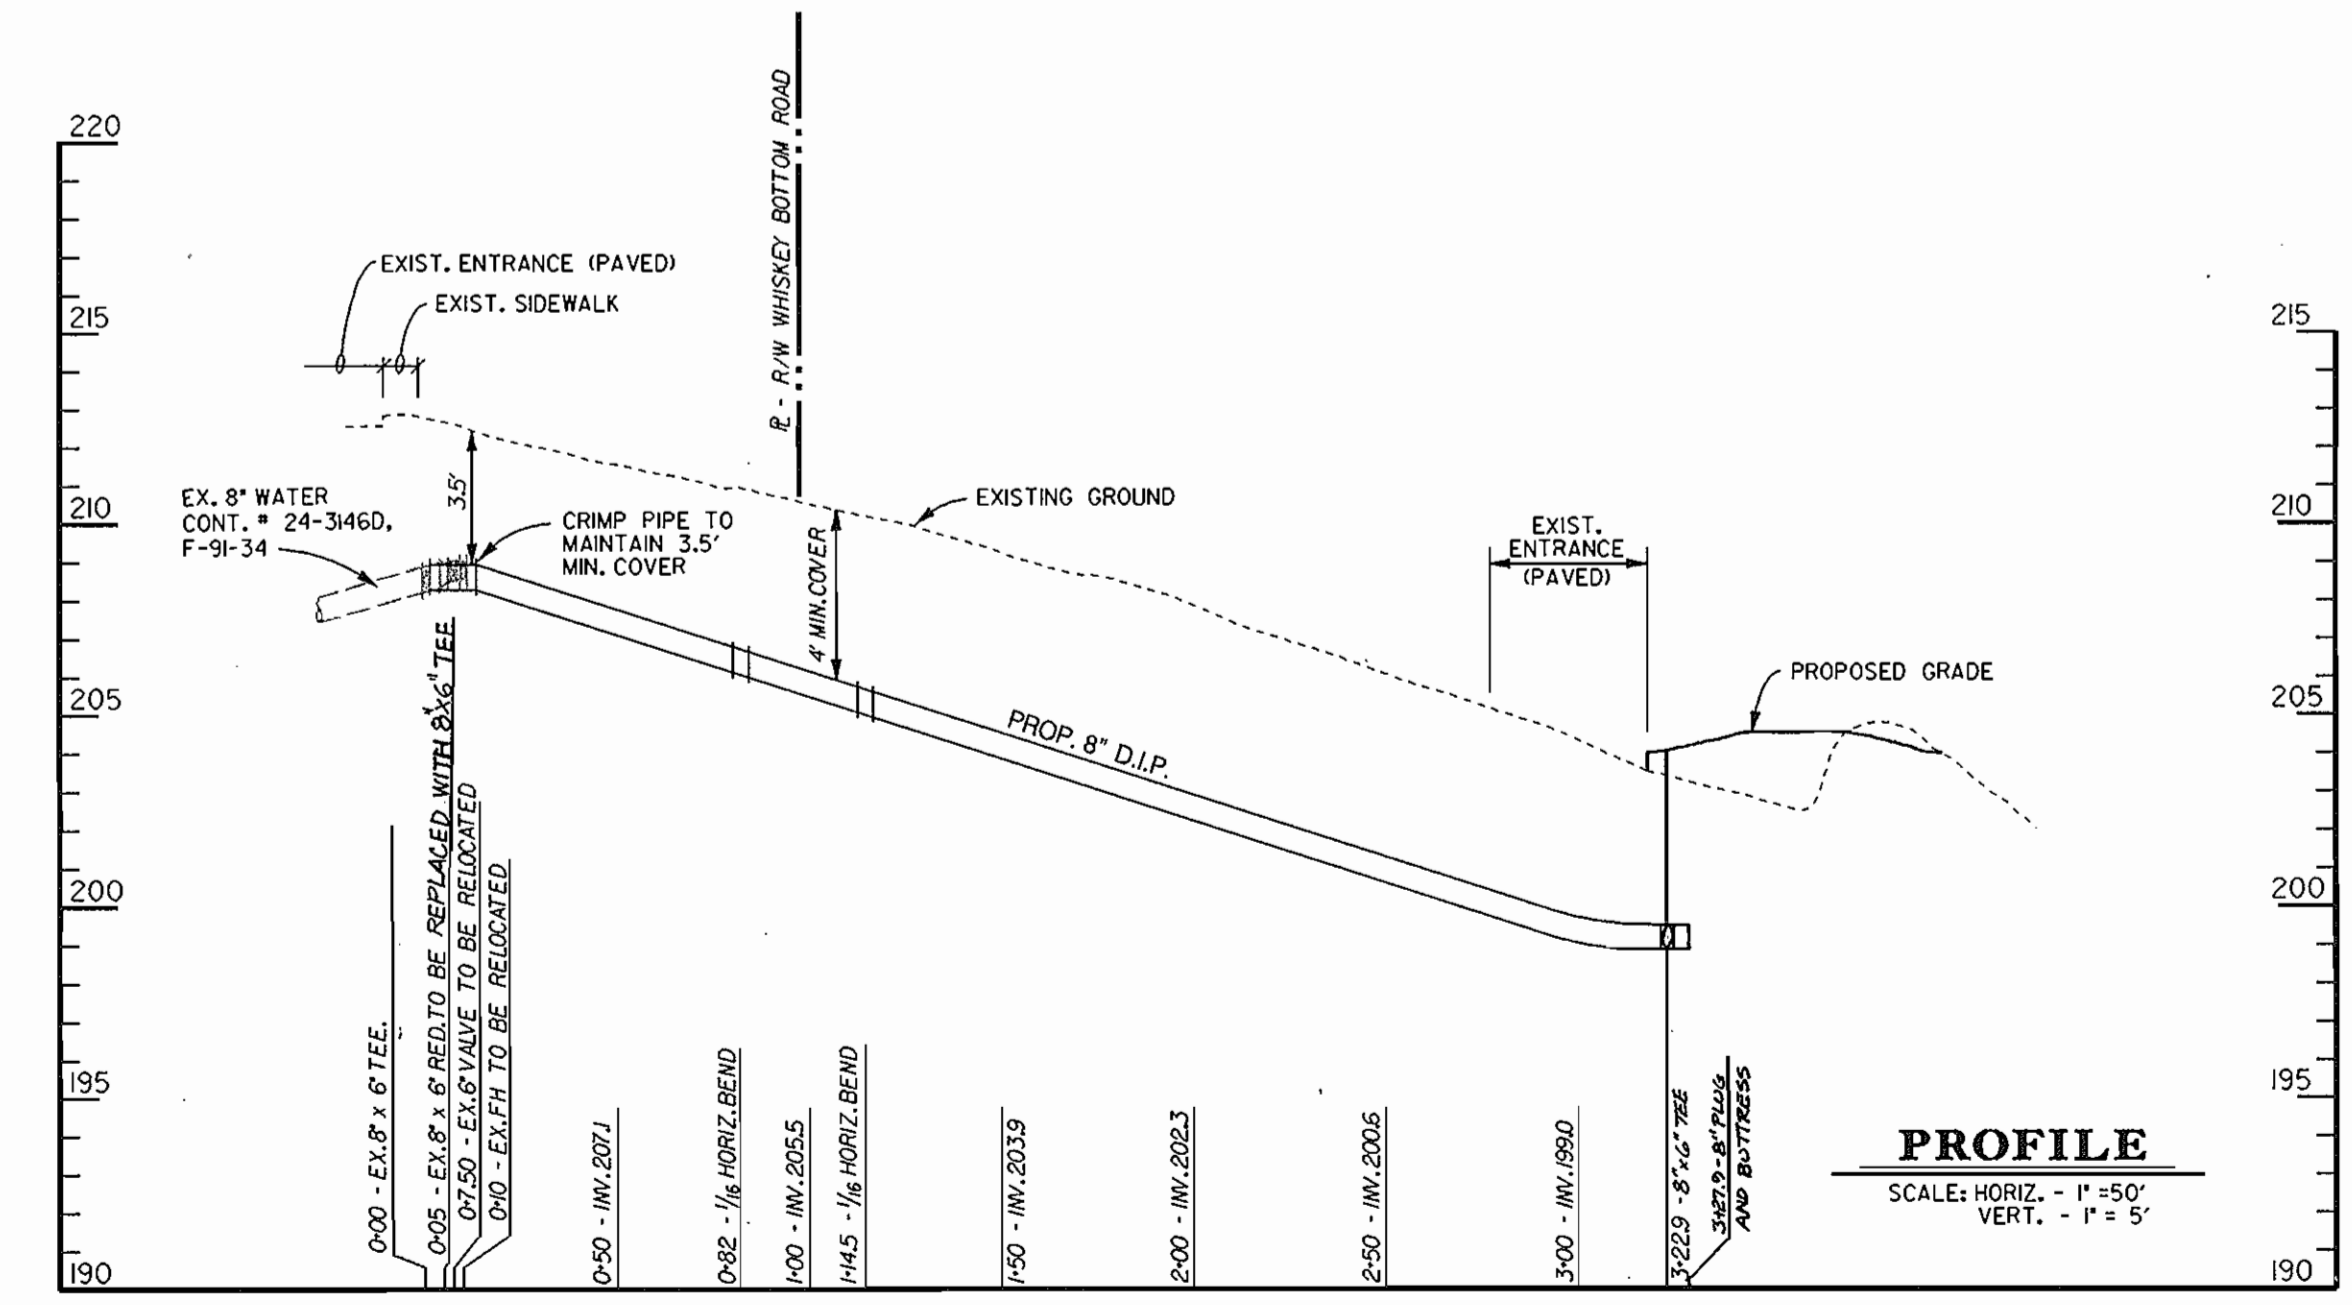 220
215
210
205
200
195
190
EXIST. ENTRANCE (PAVED)
EXIST. SIDEWALK
EX. 8" WATER
CONT. # 24-3146D,
F-91-34
3.5'
CRIMP PIPE TO
MAINTAIN 3.5'
MIN. COVER
PL - R/W WHISKEY BOTTOM ROAD
4' MIN. COVER
EXISTING GROUND
PROP. 8" D.I.P.
EXIST.
ENTRANCE
(PAVED)
PROPOSED GRADE
215
210
205
200
195
190
0+00 - EX. 8" x 6" TEE.
0+05 - EX. 8" x 6" RED. TO BE REPLACED WITH 8"X6" TEE
0+7.50 - EX. 6" VALVE TO BE RELOCATED
0+10 - EX. FH TO BE RELOCATED
0+50 - INV. 207.1
0+82 - 1/16 HORIZ. BEND
1+00 - INV. 205.5
1+14.5 - 1/16 HORIZ. BEND
1+50 - INV. 203.9
2+00 - INV. 202.3
2+50 - INV. 200.6
3+00 - INV. 199.0
3+22.9 - 8"x6" TEE
3+27.9 - 8" PLUG
AND BUTTRESS
PROFILE
SCALE: HORIZ. - 1" = 50'
VERT. - 1" = 5'